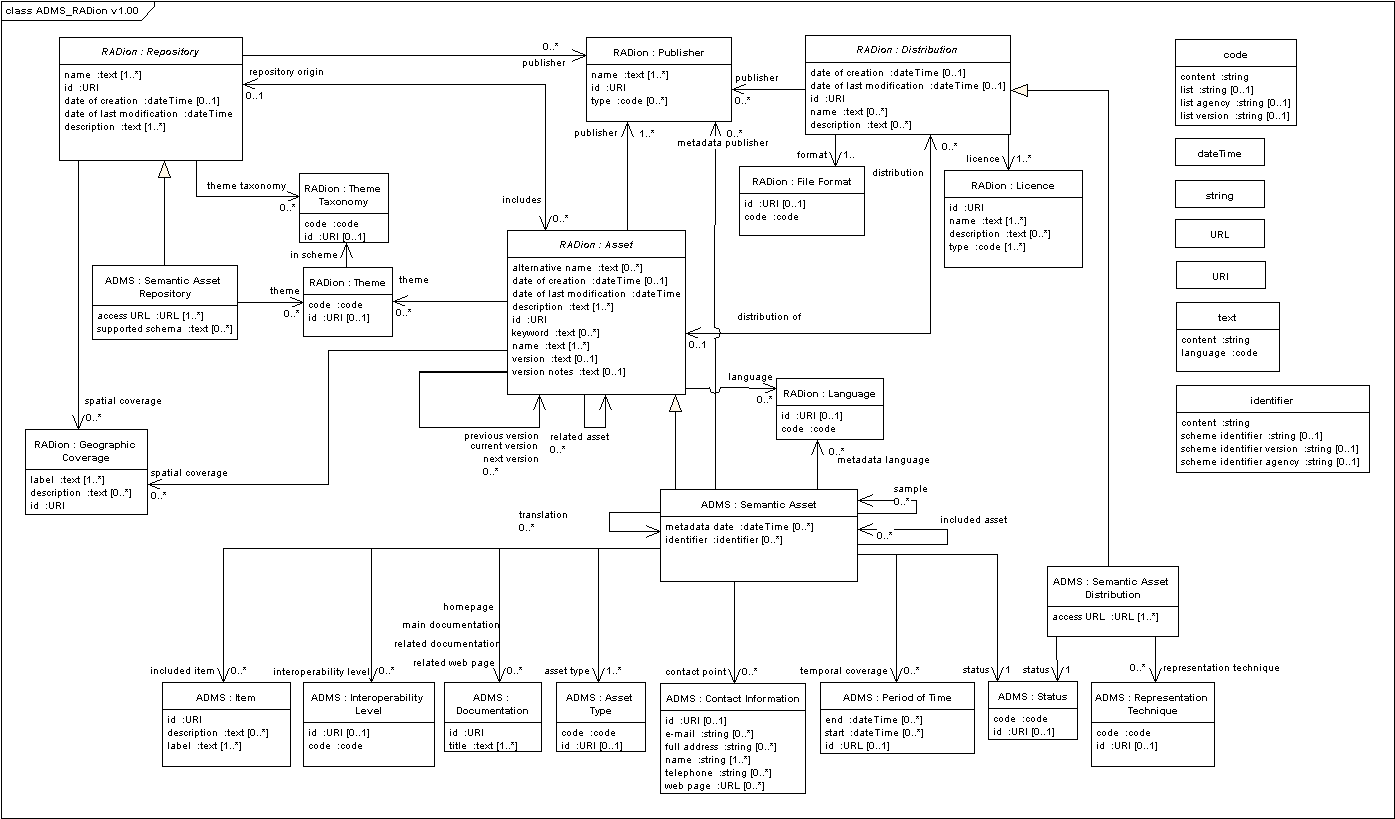 class ADMS_RADion v1.00
RADion : Repository
name :text [1..*]
id :URI
date of creation :dateTime [0..1]
date of last modification :dateTime
description :text [1..*]
0..*
publisher
repository origin
0..1
RADion : Publisher
name :text [1..*]
id :URI
type :code [0..*]
publisher
0..*
RADion : Distribution
date of creation :dateTime [0..1]
date of last modification :dateTime [0..1]
id :URI
name :text [0..*]
description :text [0..*]
code
content :string
list :string [0..1]
list agency :string [0..1]
list version :string [0..1]
dateTime
string
URL
URI
text
content :string
language :code
identifier
content :string
scheme identifier :string [0..1]
scheme identifier version :string [0..1]
scheme identifier agency :string [0..1]
publisher
1..*
0..*
metadata publisher
format
1..
0..*
distribution
licence
1..*
RADion : File Format
id :URI [0..1]
code :code
RADion : Licence
id :URI
name :text [1..*]
description :text [0..*]
type :code [1..*]
theme taxonomy
0..*
RADion : Theme
Taxonomy
code :code
id :URI [0..1]
in scheme
includes
0..*
ADMS : Semantic Asset
Repository
access URL :URL [1..*]
supported schema :text [0..*]
theme
0..*
RADion : Theme
code :code
id :URI [0..1]
theme
0..*
RADion : Asset
alternative name :text [0..*]
date of creation :dateTime [0..1]
date of last modification :dateTime
description :text [1..*]
id :URI
keyword :text [0..*]
name :text [1..*]
version :text [0..1]
version notes :text [0..1]
distribution of
0..1
language
0..*
RADion : Language
id :URI [0..1]
code :code
0..*
metadata language
spatial coverage
0..*
RADion : Geographic
Coverage
label :text [1..*]
description :text [0..*]
id :URI
spatial coverage
0..*
previous version
current version
next version
0..*
related asset
0..*
translation
0..*
ADMS : Semantic Asset
metadata date :dateTime [0..*]
identifier :identifier [0..*]
sample
0..*
included asset
0..*
ADMS : Semantic Asset
Distribution
access URL :URL [1..*]
included item
0..*
interoperability level
0..*
homepage
main documentation
related documentation
related web page
0..*
asset type
1..*
contact point
0..*
temporal coverage
0..*
status
1
status
1
0..*
representation technique
ADMS : Item
id :URI
description :text [0..*]
label :text [1..*]
ADMS : Interoperability
Level
id :URI [0..1]
code :code
ADMS :
Documentation
id :URI
title :text [1..*]
ADMS : Asset
Type
code :code
id :URI [0..1]
ADMS : Contact Information
id :URI [0..1]
e-mail :string [0..*]
full address :string [0..*]
name :string [1..*]
telephone :string [0..*]
web page :URL [0..*]
ADMS : Period of Time
end :dateTime [0..*]
start :dateTime [0..*]
id :URL [0..1]
ADMS : Status
code :code
id :URI [0..1]
ADMS : Representation
Technique
code :code
id :URI [0..1]